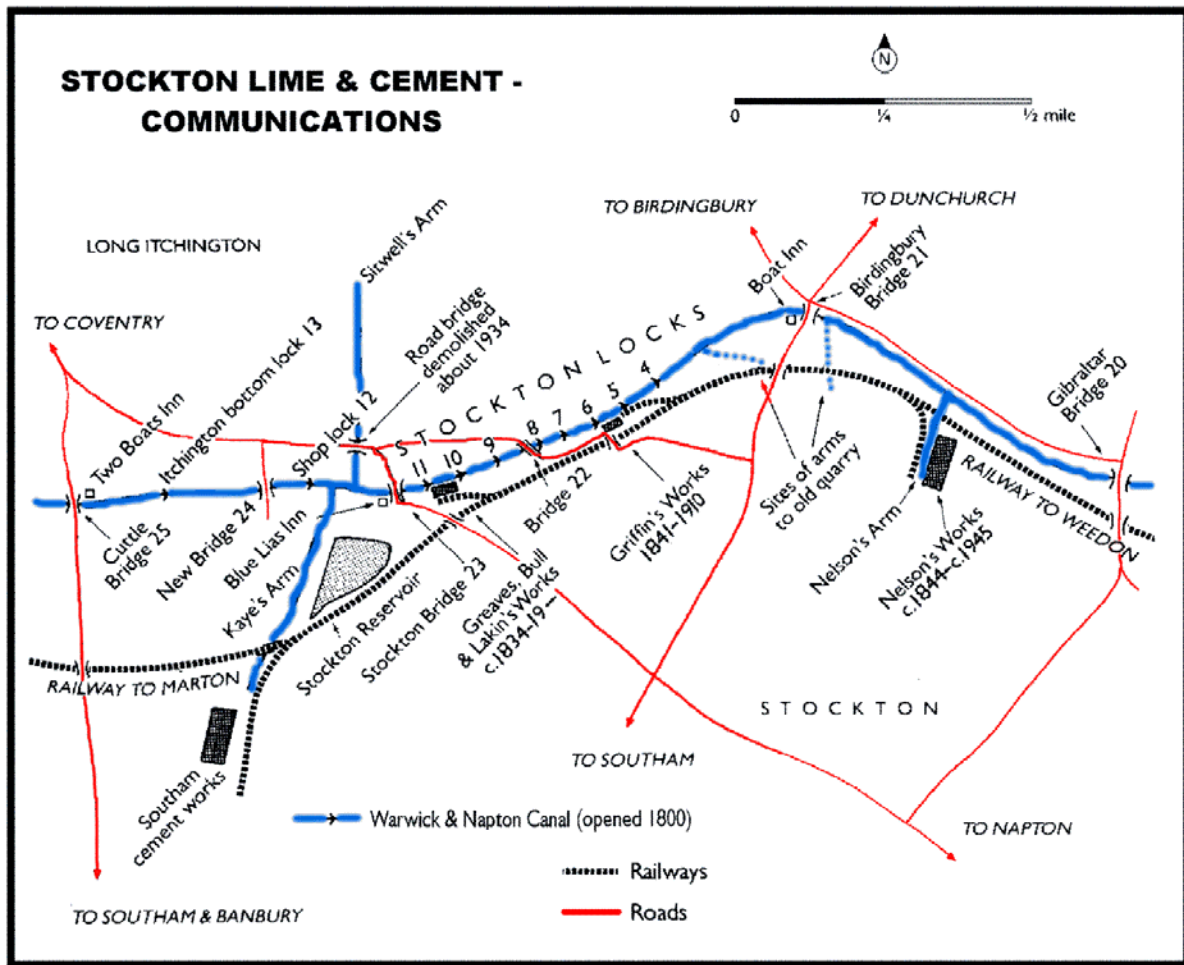 STOCKTON LIME & CEMENT -
COMMUNICATIONS
N
0
¼
½ mile
TO BIRDINGBURY
TO DUNCHURCH
LONG ITCHINGTON
Sitwell's Arm
Boat Inn
Birdingbury
Bridge 21
TO COVENTRY
Two Boats Inn
Itchington bottom lock 13
Shop lock 12
Road bridge
demolished
about 1934
STOCKTON LOCKS
4
5
6
7
8
9
10
11
Gibraltar
Bridge 20
Cuttle
Bridge 25
New Bridge 24
Blue Lias Inn
Kaye's Arm
Stockton Reservoir
Stockton Bridge 23
Greaves, Bull
& Lakin's Works
c.1834-19—
Bridge 22
Griffin's Works
1841-1910
Sites of arms
to old quarry
Nelson's Arm
Nelson's Works
c.1844-c.1945
RAILWAY TO WEEDON
RAILWAY TO MARTON
Southam
cement works
STOCKTON
TO SOUTHAM
TO NAPTON
TO SOUTHAM & BANBURY
Warwick & Napton Canal (opened 1800)
Railways
Roads